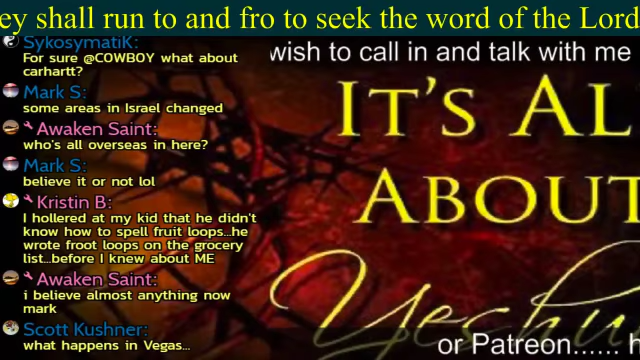 ey shall run to and fro to seek the word of the Lord
SykosymatiK:
For sure @COWBOY what about
carhartt?
Mark S:
some areas in Israel changed
Awaken Saint:
who's all overseas in here?
Mark S:
believe it or not lol
Kristin B:
I hollered at my kid that he didn't
know how to spell fruit loops...he
wrote froot loops on the grocery
list...before I knew about ME
Awaken Saint:
i believe almost anything now
mark
Scott Kushner:
what happens in Vegas...
wish to call in and talk with me
IT'S AL
ABOUT
Yeshu
or Patreon......